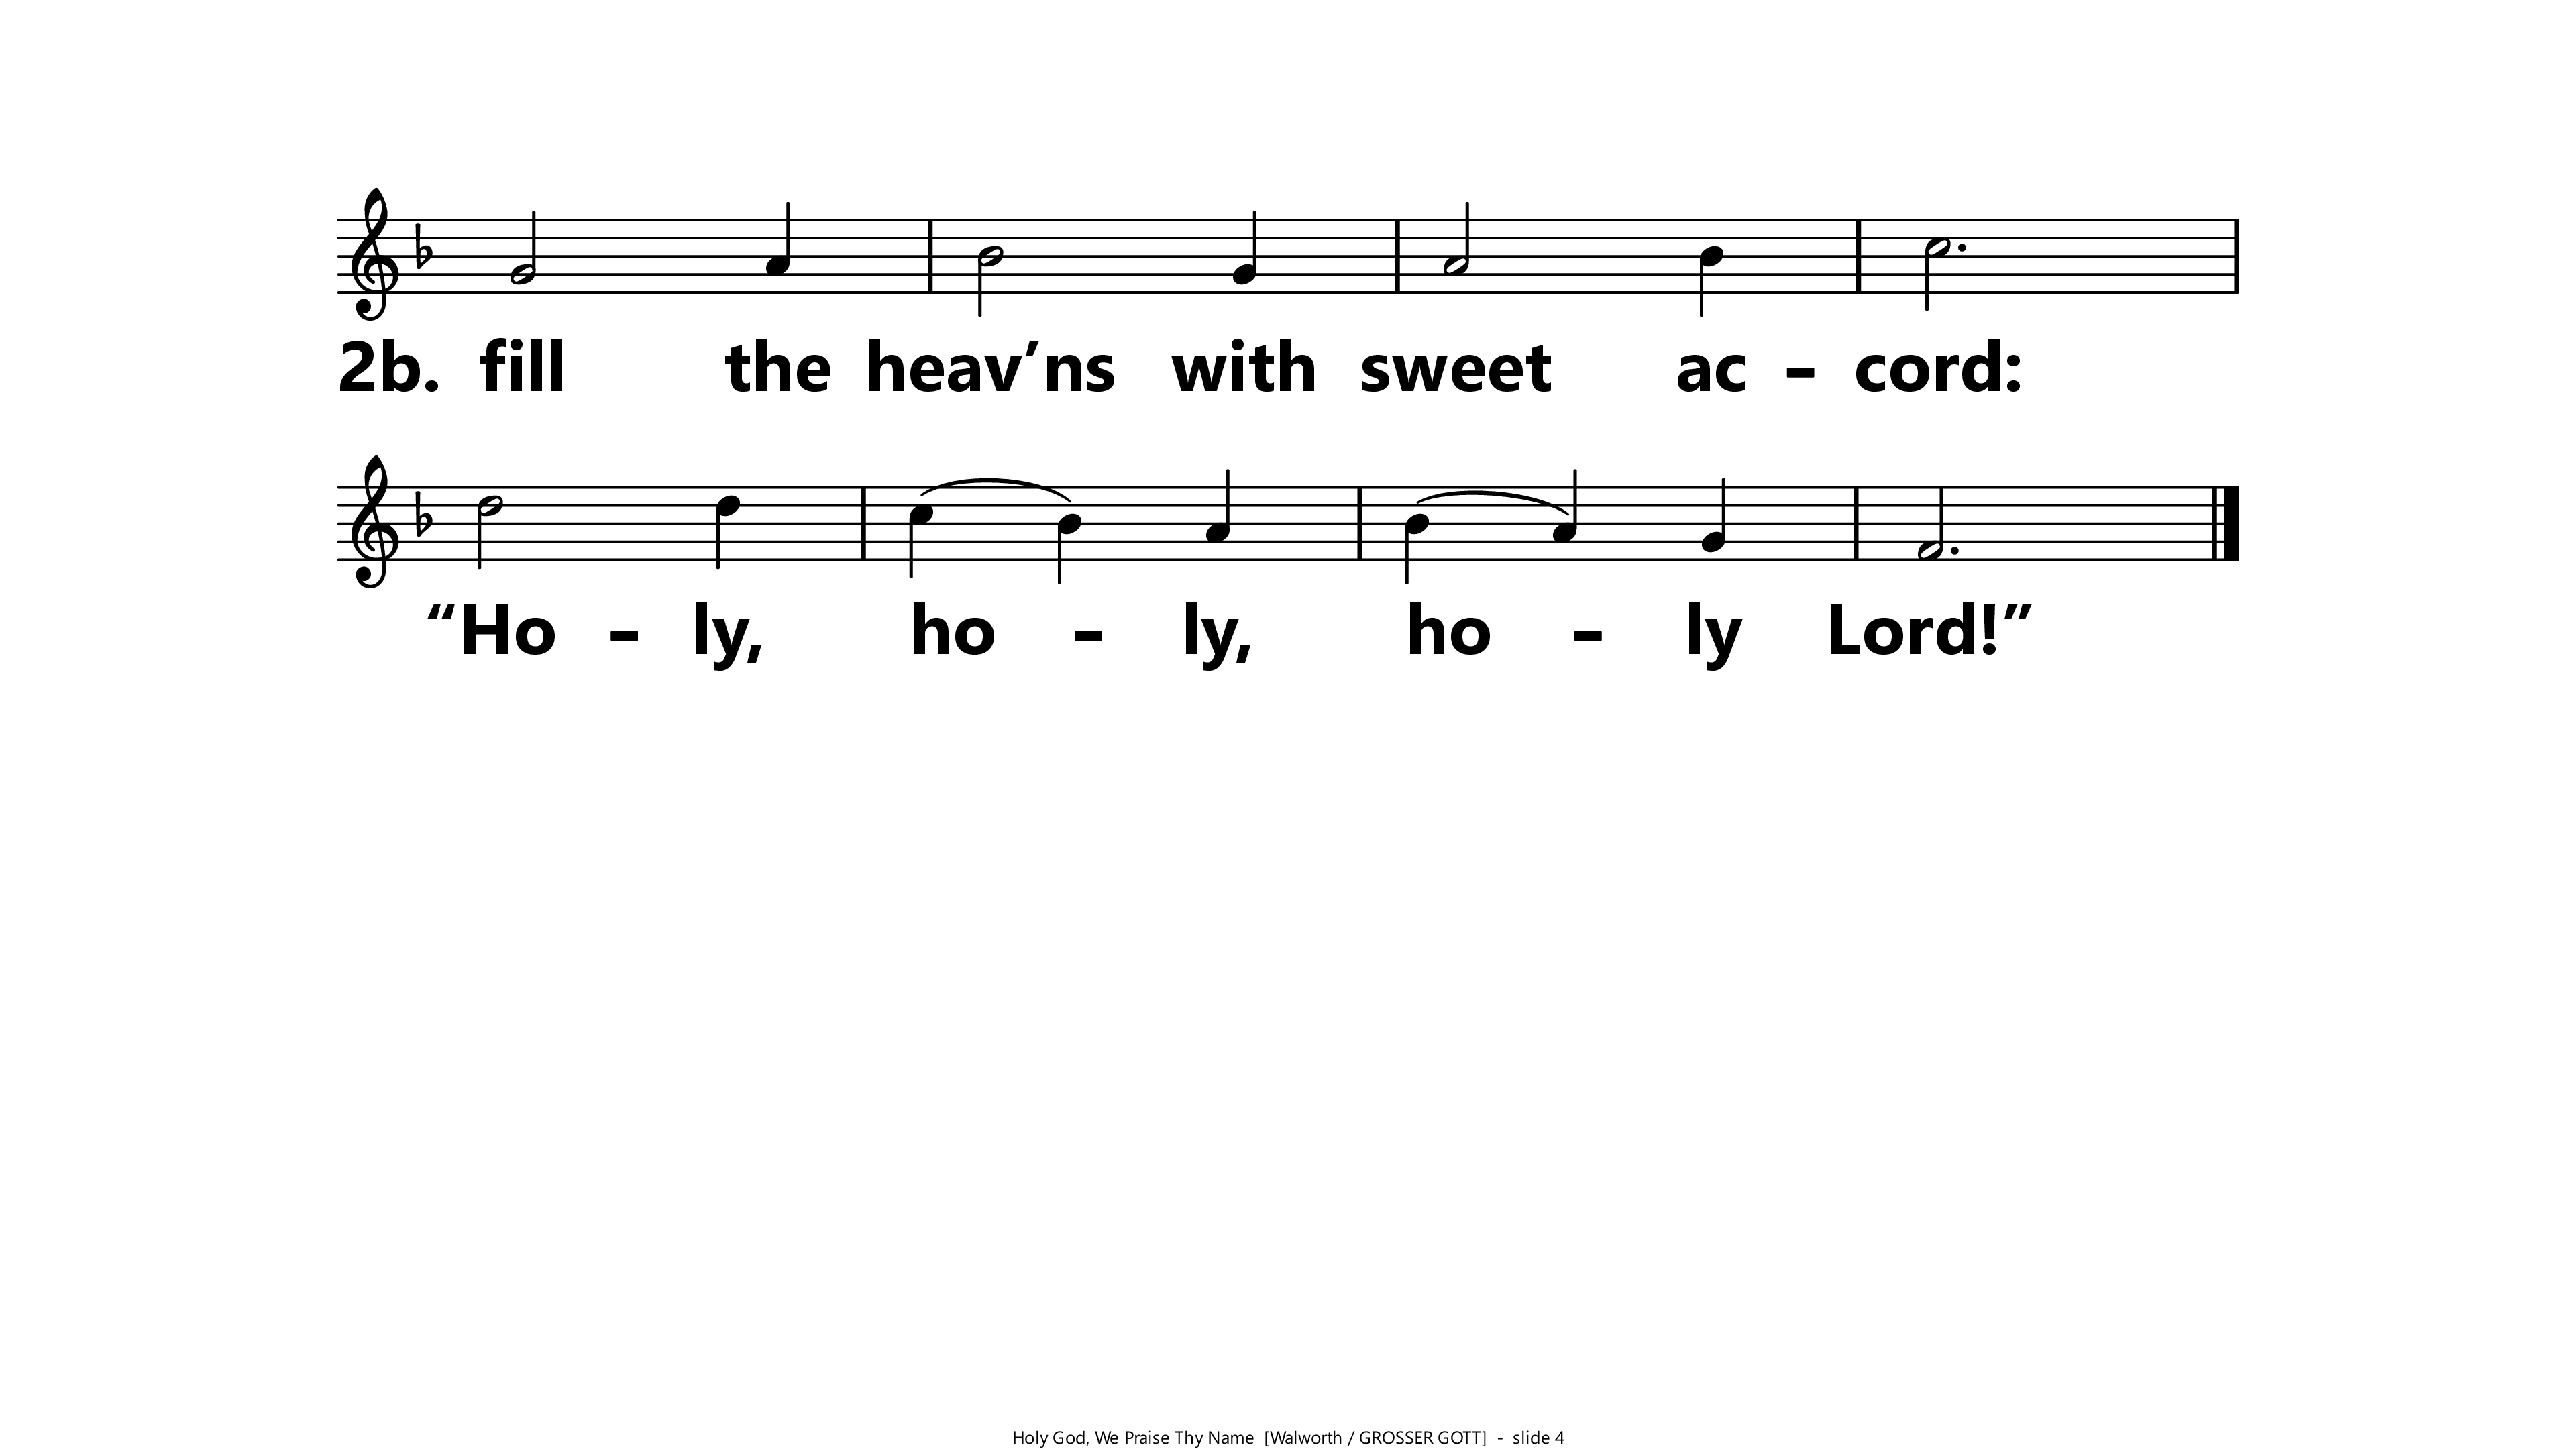 2b. fill the heav’ns with sweet ac - cord:
“Ho - ly, ho - ly, ho - ly Lord!”
Holy God, We Praise Thy Name [Walworth / GROSSER GOTT] - slide 4